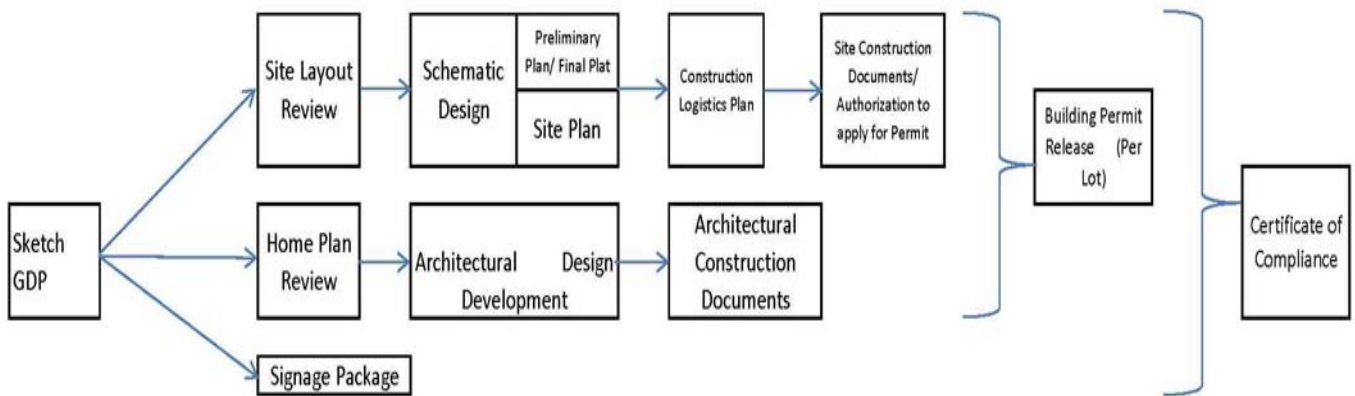 Sketch
GDP
Site Layout
Review
Schematic
Design
Preliminary
Plan/ Final Plat
Site Plan
Construction
Logistics Plan
Site Construction
Documents/
Authorization to
apply for Permit
Home Plan
Review
Architectural Design
Development
Architectural
Construction
Documents
Signage Package
Building Permit
Release (Per
Lot)
Certificate of
Compliance